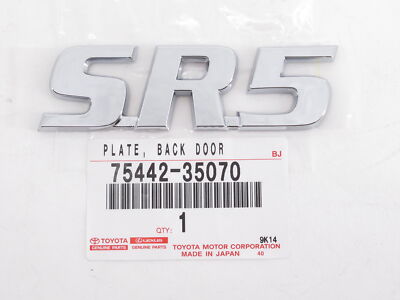 SR5
PLATE, BACK DOOR
BJ
75442-35070
QTY: 1
9K14
TOYOTA LEXUS TOYOTA MOTOR CORPORATION
GENUINE PARTS GENUINE PARTS MADE IN JAPAN 40